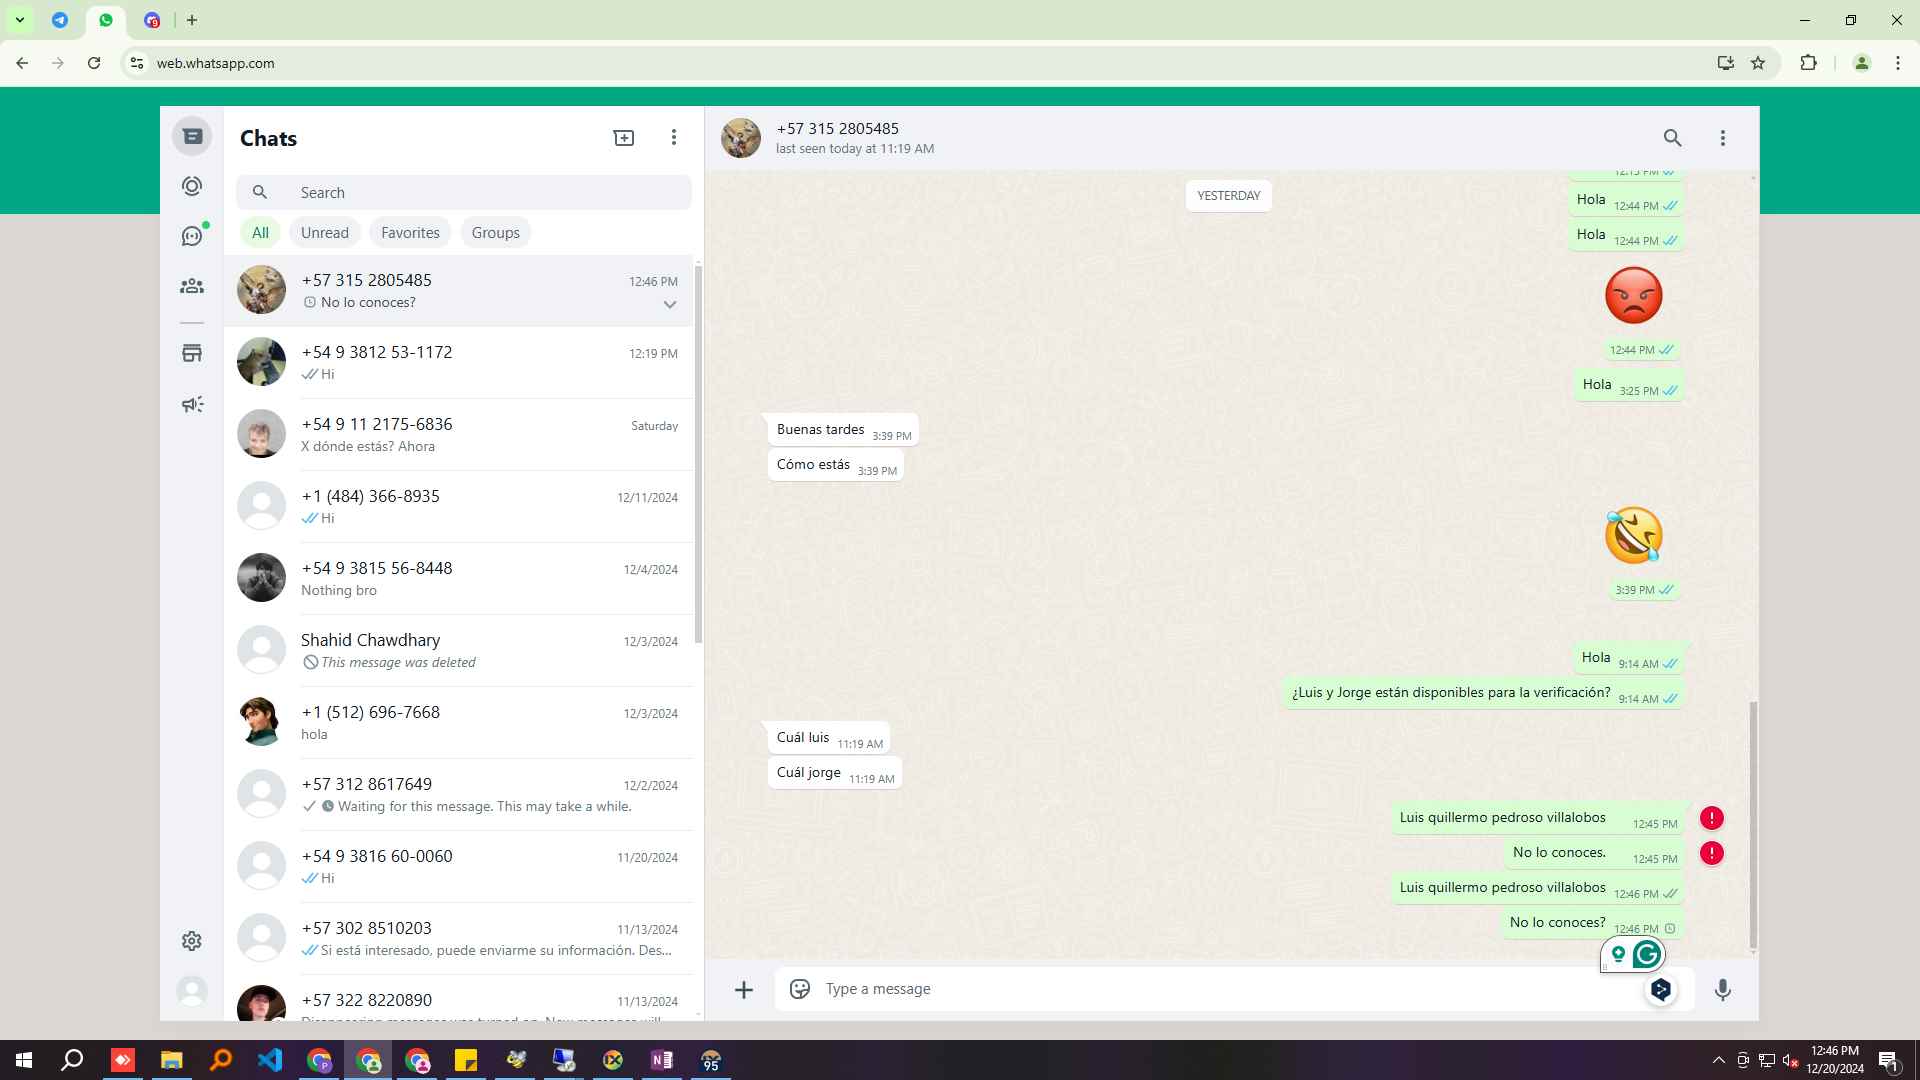 9
web.whatsapp.com
Chats
Search
All
Unread
Favorites
Groups
+57 315 2805485
12:46 PM
No lo conoces?
+54 9 3812 53-1172
12:19 PM
Hi
+54 9 11 2175-6836
Saturday
X dónde estás? Ahora
+1 (484) 366-8935
12/11/2024
Hi
+54 9 3815 56-8448
12/4/2024
Nothing bro
Shahid Chawdhary
12/3/2024
This message was deleted
+1 (512) 696-7668
12/3/2024
hola
+57 312 8617649
12/2/2024
Waiting for this message. This may take a while.
+54 9 3816 60-0060
11/20/2024
Hi
+57 302 8510203
11/13/2024
Si está interesado, puede enviarme su información. Des...
+57 322 8220890
11/13/2024
+57 315 2805485
last seen today at 11:19 AM
YESTERDAY
Hola 12:44 PM
Hola 12:44 PM
12:44 PM
Hola 3:25 PM
Buenas tardes 3:39 PM
Cómo estás 3:39 PM
3:39 PM
Hola 9:14 AM
¿Luis y Jorge están disponibles para la verificación? 9:14 AM
Cuál luis 11:19 AM
Cuál jorge 11:19 AM
Luis quillermo pedroso villalobos 12:45 PM
No lo conoces. 12:45 PM
Luis quillermo pedroso villalobos 12:46 PM
No lo conoces? 12:46 PM
Type a message
P
N
95
12:46 PM
12/20/2024
1